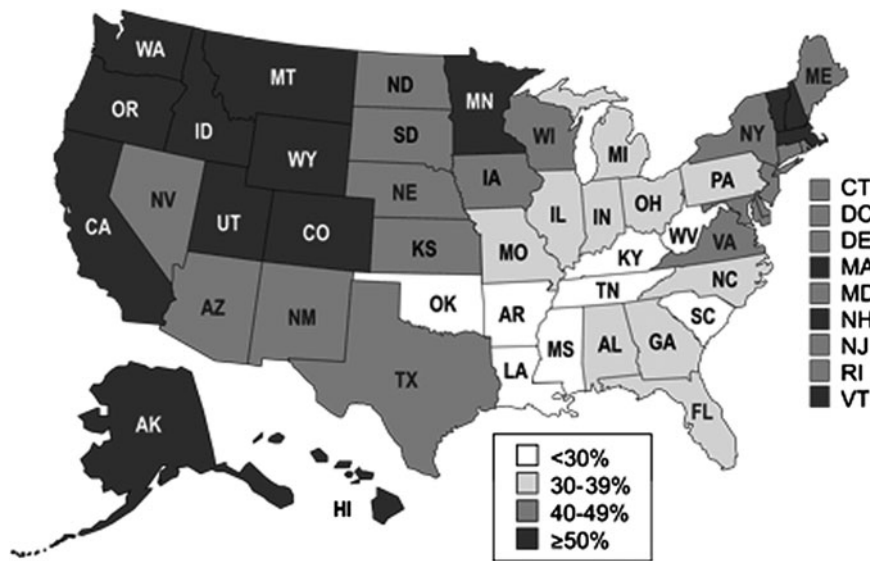 WA
MT
ND
MN
ME
OR
ID
SD
WI
NY
WY
MI
CT
NV
NE
IA
PA
DC
CA
UT
CO
IL
IN
OH
DE
KS
MO
WV
VA
MA
KY
MD
AZ
NM
OK
AR
TN
NC
NH
SC
NJ
TX
LA
MS
AL
GA
RI
VT
FL
AK
HI
<30%
30-39%
40-49%
≥50%